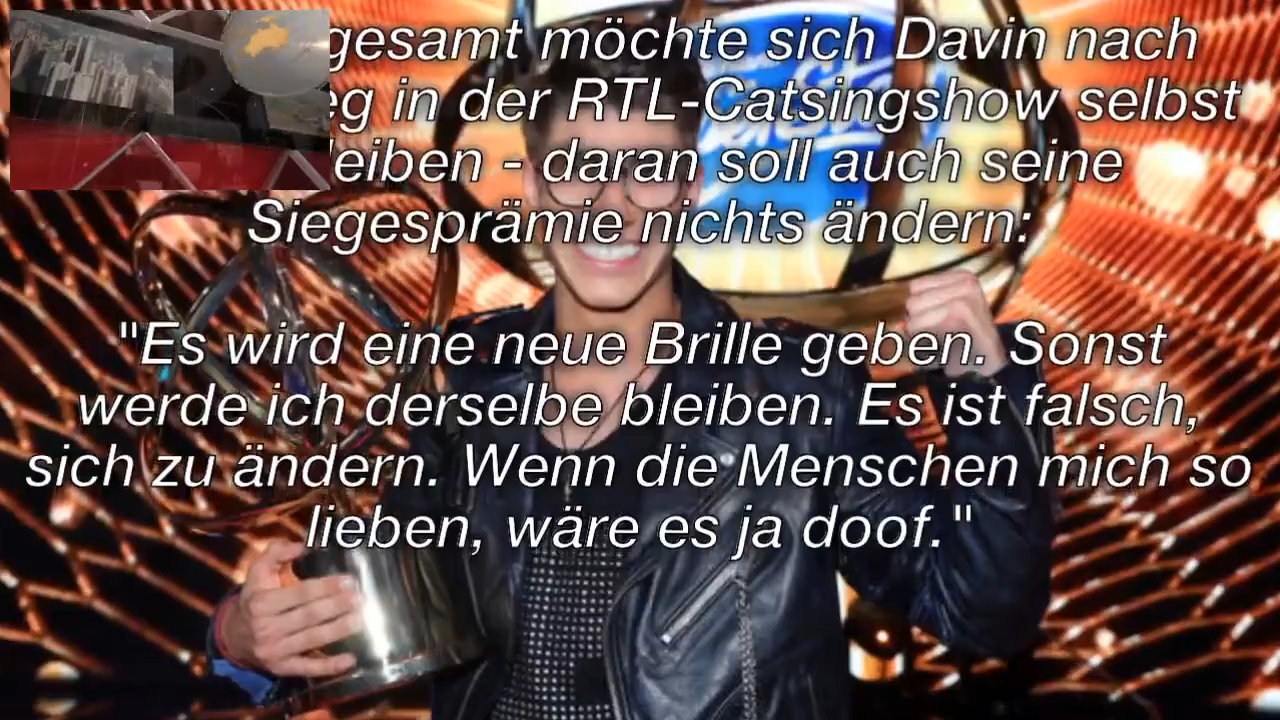 gesamt möchte sich Davin nach
eg in der RTL-Catsingshow selbst
leiben - daran soll auch seine
Siegesprämie nichts ändern:
"Es wird eine neue Brille geben. Sonst
werde ich derselbe bleiben. Es ist falsch,
sich zu ändern. Wenn die Menschen mich so
lieben, wäre es ja doof."